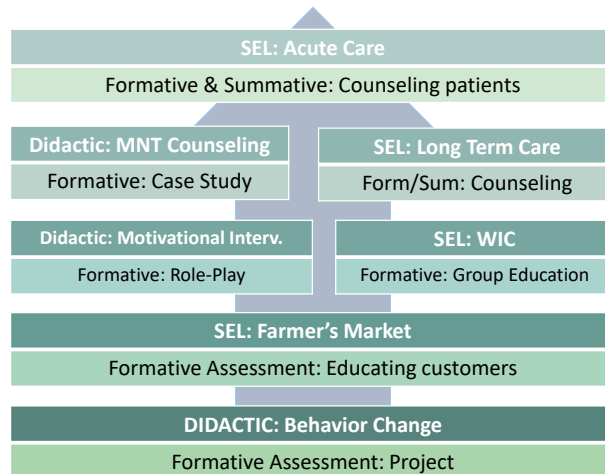 SEL: Acute Care
Formative & Summative: Counseling patients
Didactic: MNT Counseling
Formative: Case Study
SEL: Long Term Care
Form/Sum: Counseling
Didactic: Motivational Interv.
Formative: Role-Play
SEL: WIC
Formative: Group Education
SEL: Farmer’s Market
Formative Assessment: Educating customers
DIDACTIC: Behavior Change
Formative Assessment: Project